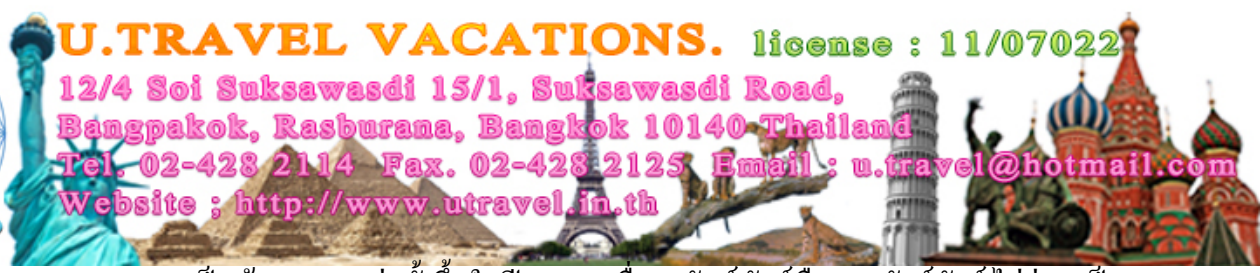 U.TRAVEL VACATIONS. license : 11/07022
12/4 Soi Suksawasdi 15/1, Suksawasdi Road,
Bangpakok, Rasburana, Bangkok 10140 Thailand
Tel. 02-428 2114 Fax. 02-428 2125 Email : u.travel@hotmail.com
Website ; http://www.utravel.in.th